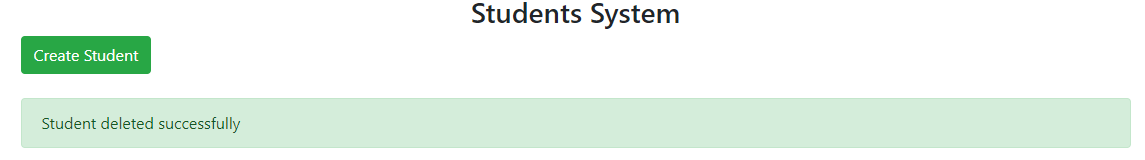 Students System
Create Student
Student deleted successfully